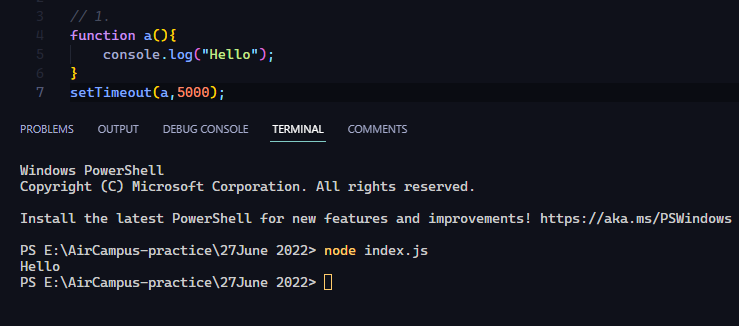 3 // 1.
4 function a(){
5 console.log("Hello");
6 }
7 setTimeout(a,5000);
PROBLEMS OUTPUT DEBUG CONSOLE TERMINAL COMMENTS
Windows PowerShell
Copyright (C) Microsoft Corporation. All rights reserved.
Install the latest PowerShell for new features and improvements! https://aka.ms/PSWindows
PS E:\AirCampus-practice\27June 2022> node index.js
Hello
PS E:\AirCampus-practice\27June 2022>